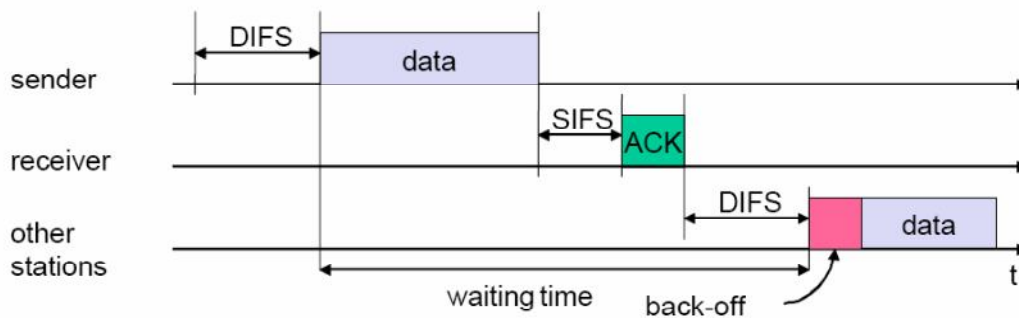 DIFS
data
sender
SIFS
ACK
receiver
DIFS
data
other
stations
t
waiting time
back-off